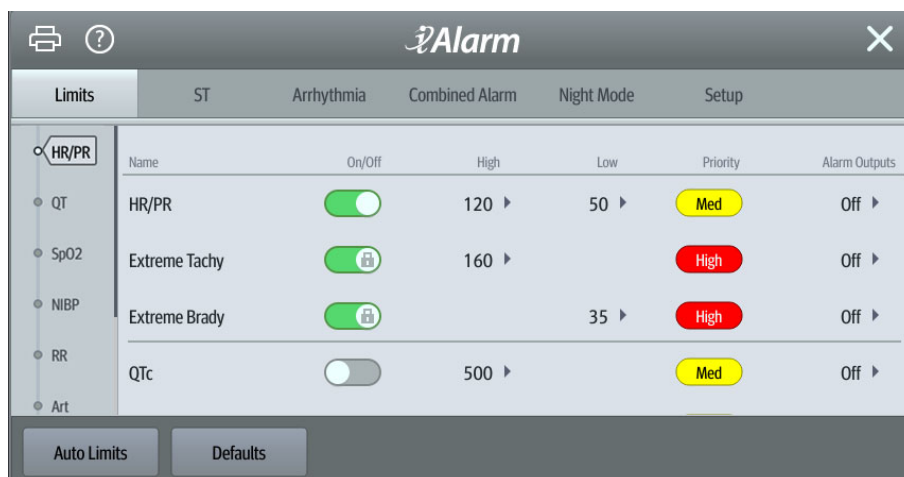 ?
iAlarm
Limits ST Arrhythmia Combined Alarm Night Mode Setup
HR/PR
Name On/Off High Low Priority Alarm Outputs
QT
HR/PR 120 50 Med Off
SpO2
Extreme Tachy 160 High Off
NIBP
Extreme Brady 35 High Off
RR
QTc 500 Med Off
Art
Auto Limits Defaults